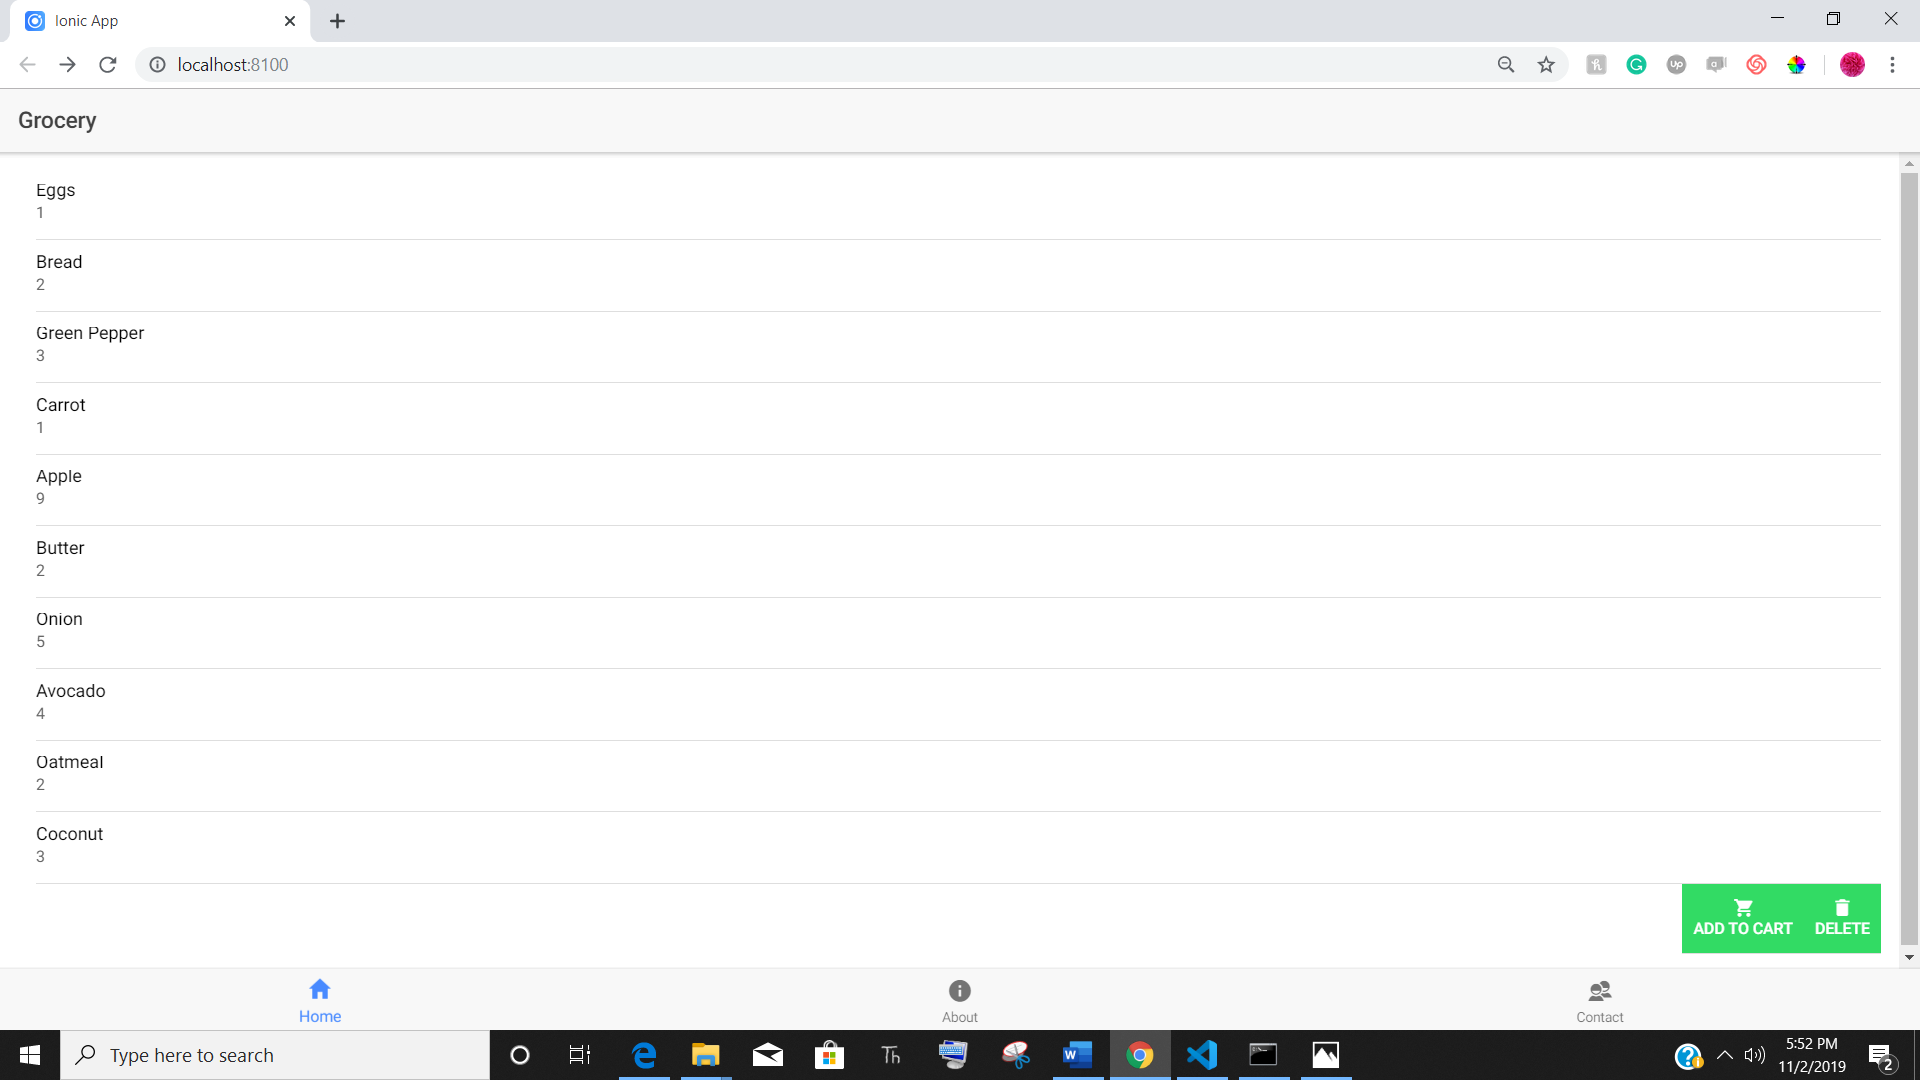 Ionic App
localhost:8100
Grocery
Eggs
1
Bread
2
Green Pepper
3
Carrot
1
Apple
9
Butter
2
Onion
5
Avocado
4
Oatmeal
2
Coconut
3
ADD TO CART DELETE
Home About Contact
Type here to search
Th
5:52 PM
11/2/2019
2